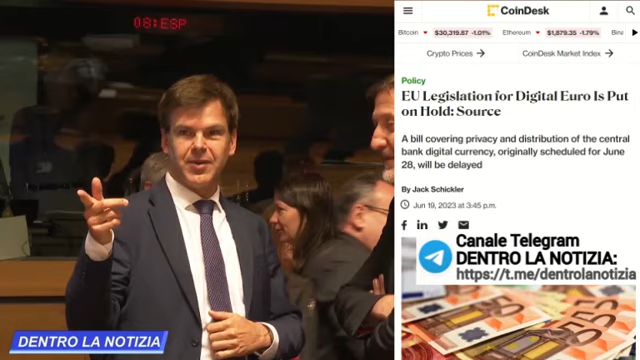 08:ESP
DENTRO LA NOTIZIA
CoinDesk
Bitcoin $30,319.87 -1.01% Ethereum $1,879.35 -1.79% Bina
Crypto Prices → CoinDesk Market Index →
Policy
EU Legislation for Digital Euro Is Put
on Hold: Source
A bill covering privacy and distribution of the central
bank digital currency, originally scheduled for June
28, will be delayed
By Jack Schickler
Jun 19, 2023 at 3:45 p.m.
Canale Telegram
DENTRO LA NOTIZIA:
https://t.me/dentrolanotizia